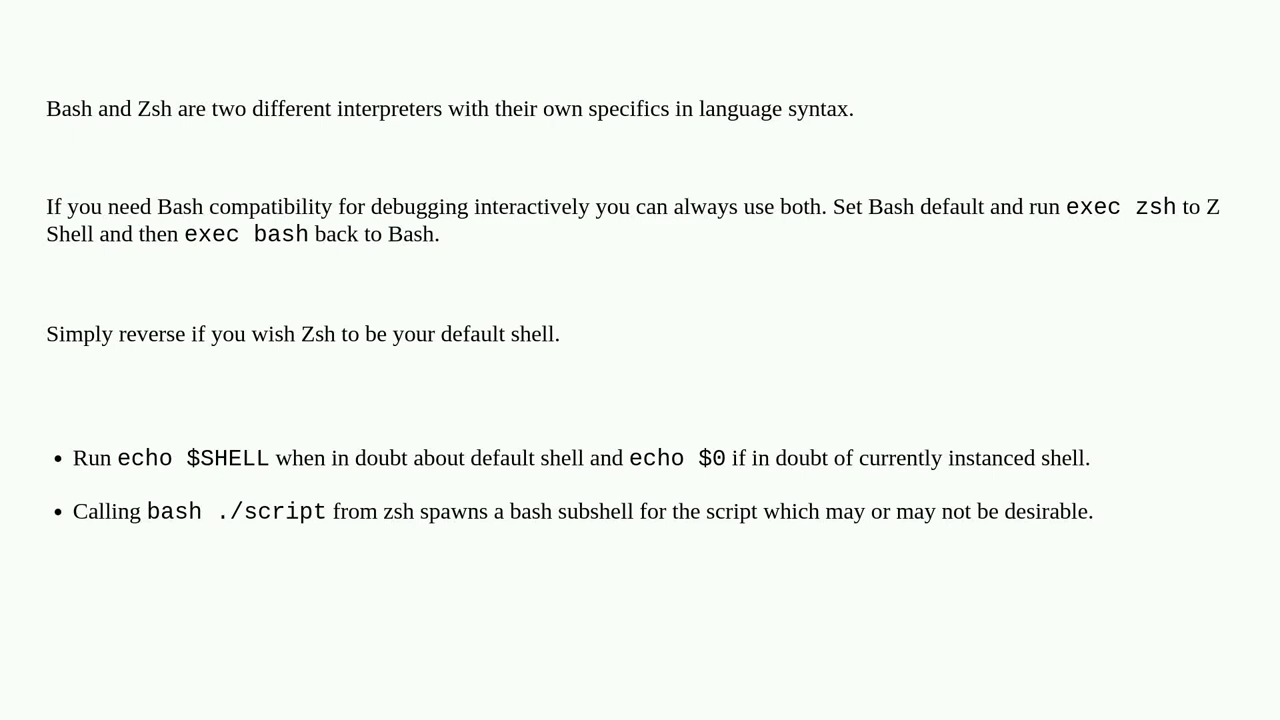 Bash and Zsh are two different interpreters with their own specifics in language syntax.
If you need Bash compatibility for debugging interactively you can always use both. Set Bash default and run exec zsh to Z
Shell and then exec bash back to Bash.
Simply reverse if you wish Zsh to be your default shell.
• Run echo $SHELL when in doubt about default shell and echo $0 if in doubt of currently instanced shell.
• Calling bash ./script from zsh spawns a bash subshell for the script which may or may not be desirable.